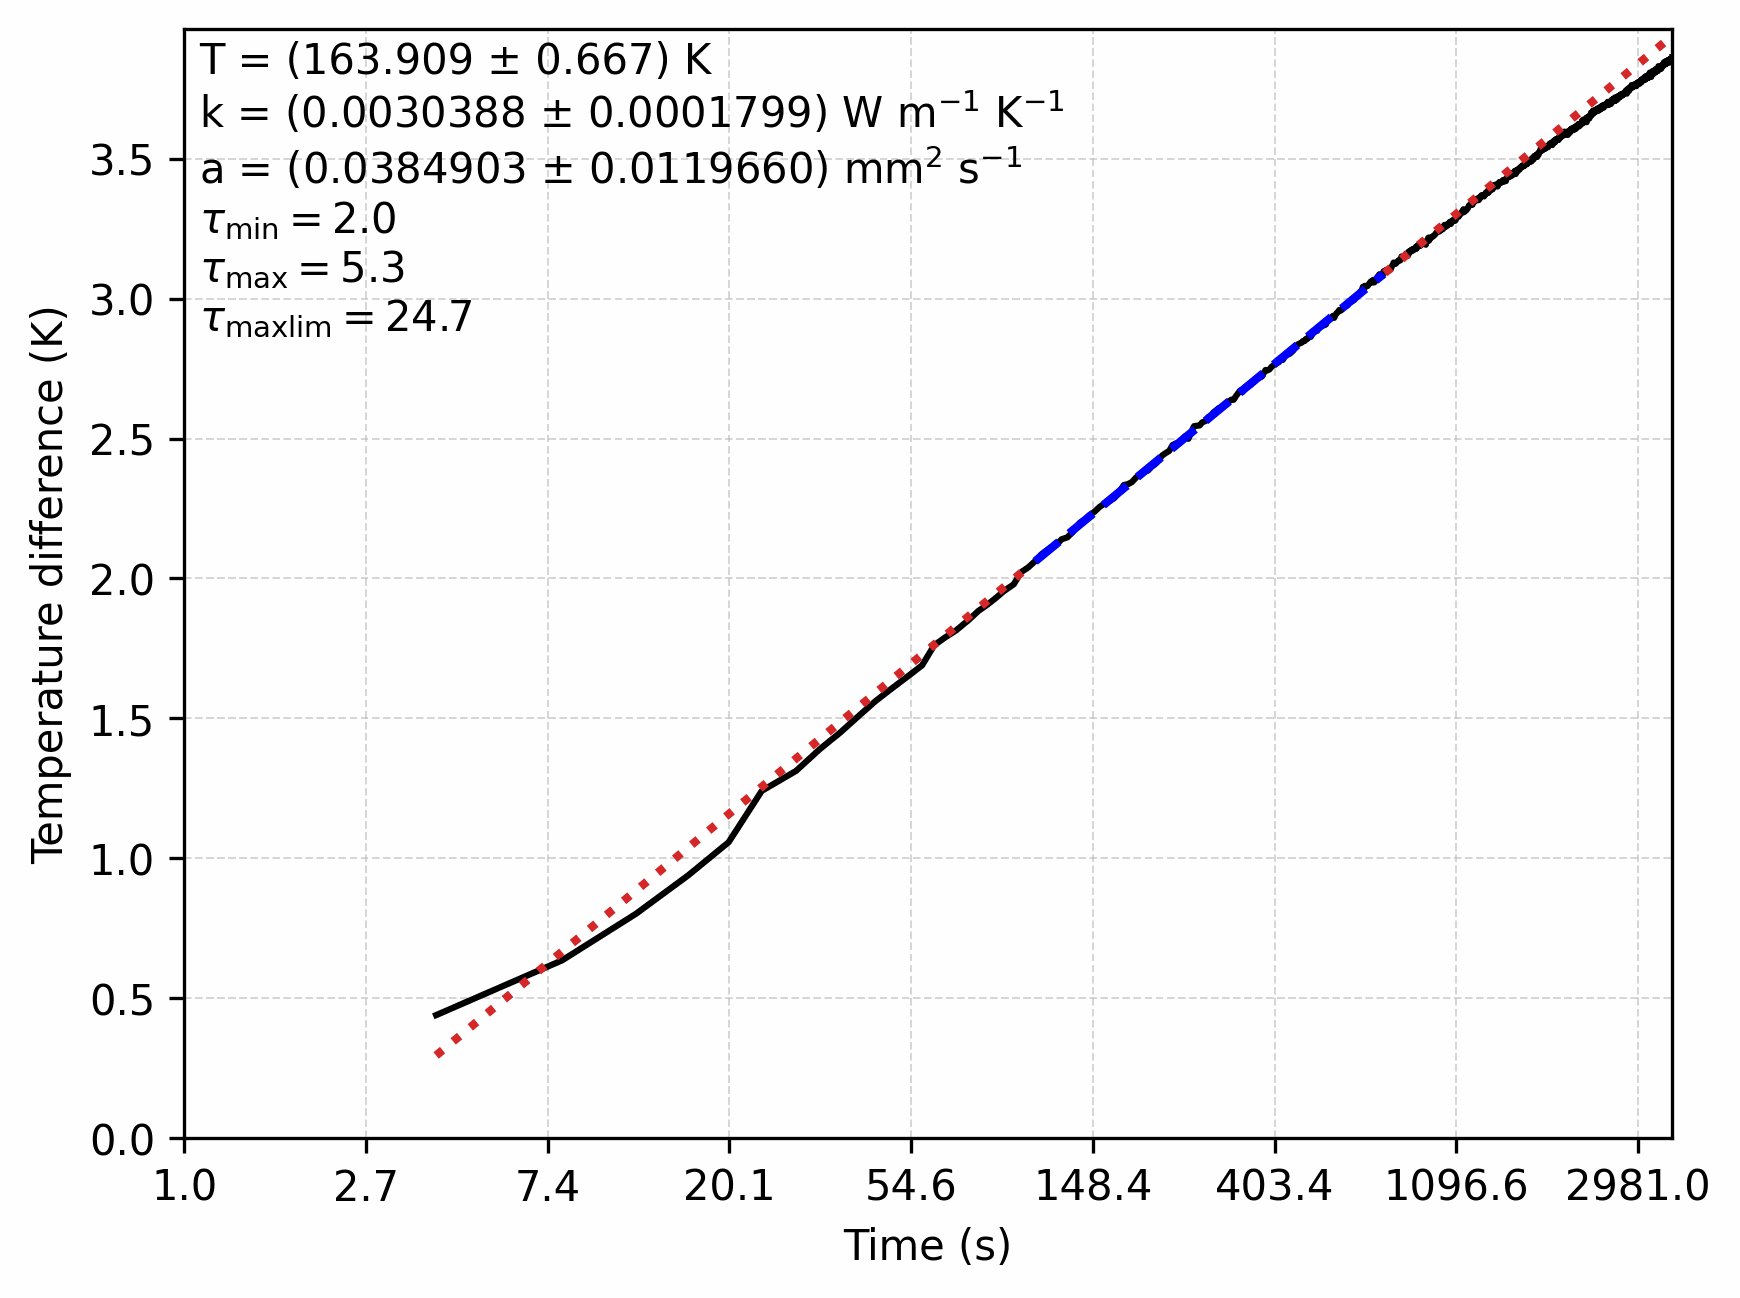 T = (163.909 ± 0.667) K
k = (0.0030388 ± 0.0001799) W m⁻¹ K⁻¹
a = (0.0384903 ± 0.0119660) mm² s⁻¹
τmin = 2.0
τmax = 5.3
τmaxlim = 24.7
Temperature difference (K)
3.5
3.0
2.5
2.0
1.5
1.0
0.5
0.0
1.0 2.7 7.4 20.1 54.6 148.4 403.4 1096.6 2981.0
Time (s)